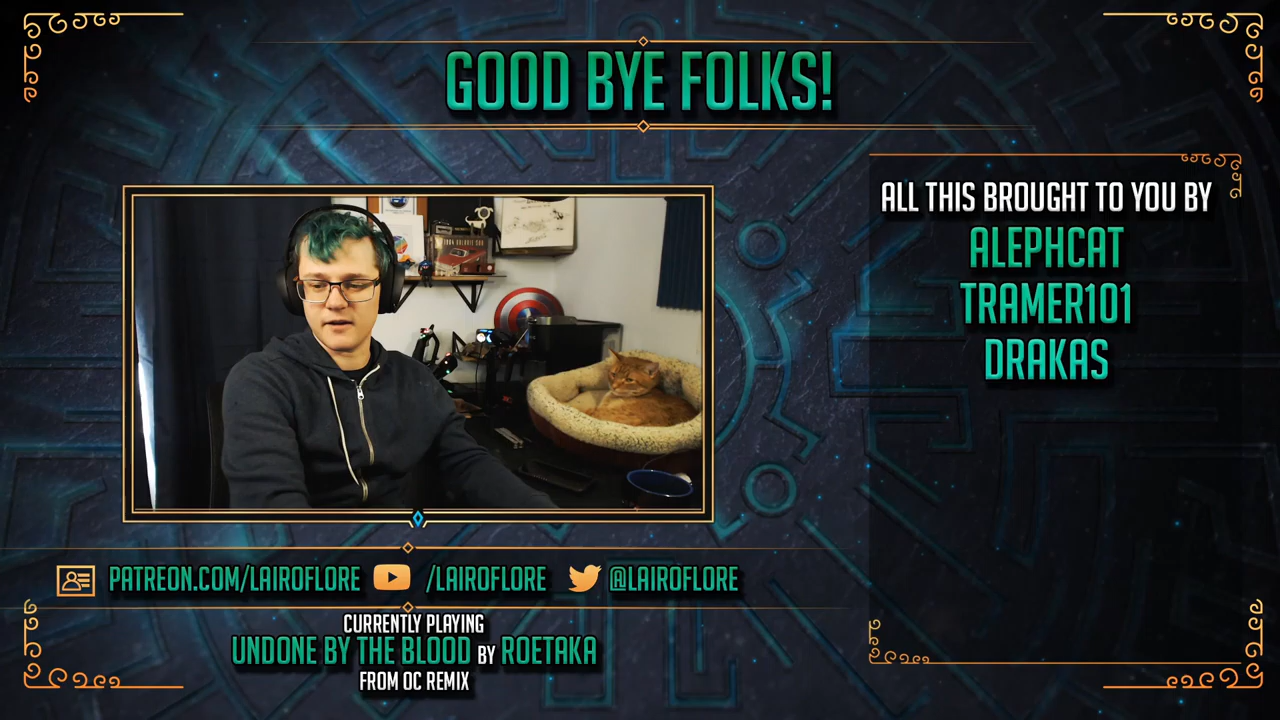 GOOD BYE FOLKS!
ALL THIS BROUGHT TO YOU BY
ALEPHCAT
TRAMER101
DRAKAS
PATREON.COM/LAIROFLORE /LAIROFLORE @LAIROFLORE
CURRENTLY PLAYING
UNDONE BY THE BLOOD BY ROETAKA
FROM OC REMIX